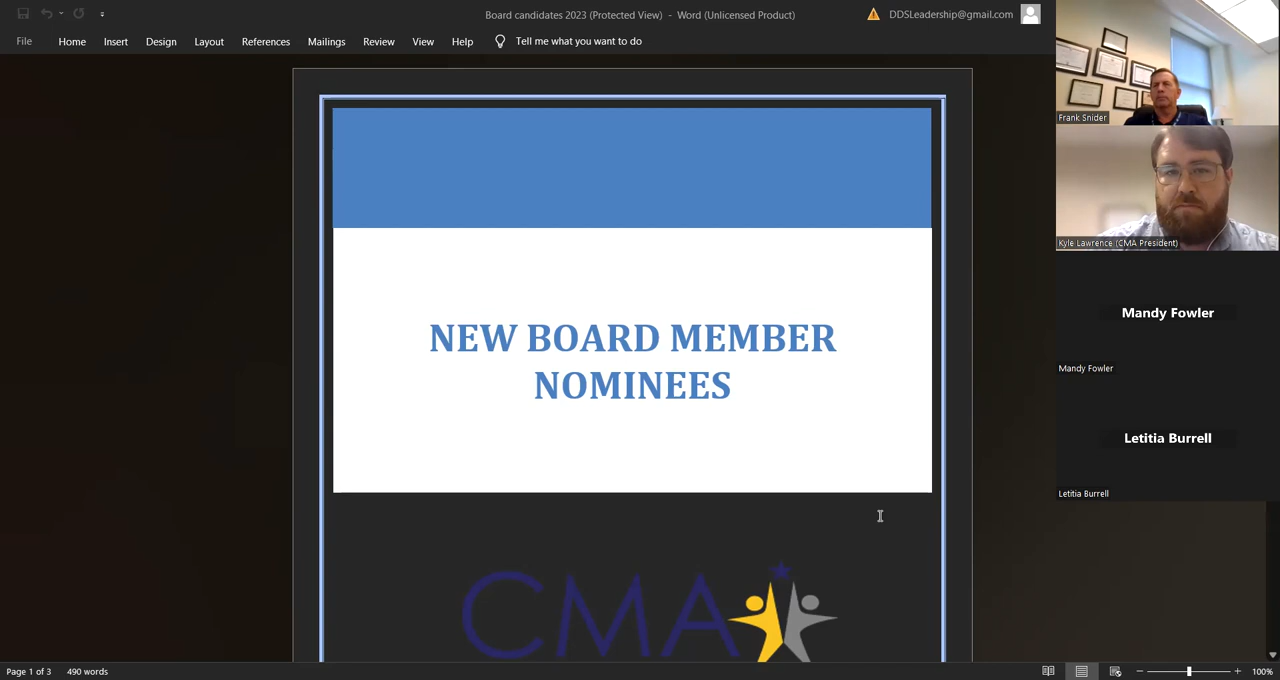 Board candidates 2023 (Protected View) - Word (Unlicensed Product)
DDSLeadership@gmail.com
File Home Insert Design Layout References Mailings Review View Help Tell me what you want to do
Frank Snider
Kyle Lawrence (CMA President)
NEW BOARD MEMBER
NOMINEES
Mandy Fowler
Mandy Fowler
Letitia Burrell
Letitia Burrell
CMA
Page 1 of 3 490 words
100%